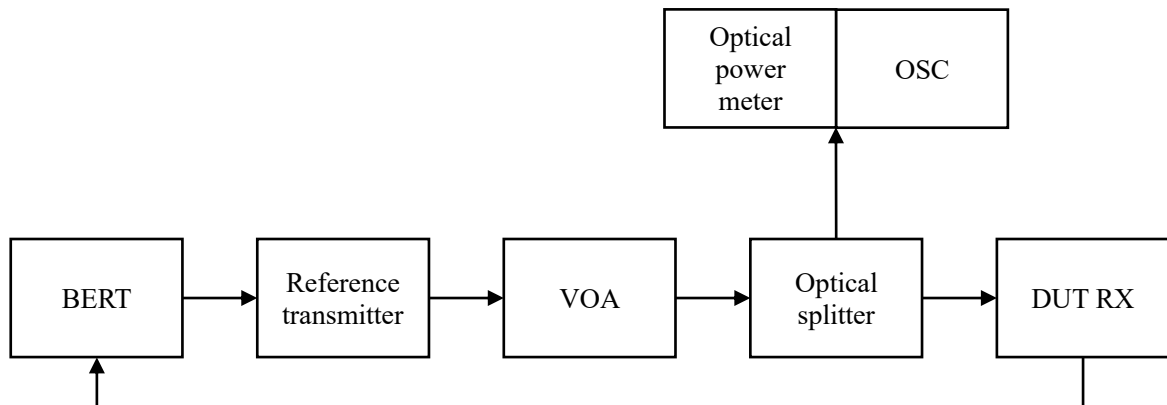 Optical
power
meter
OSC
BERT
Reference
transmitter
VOA
Optical
splitter
DUT RX